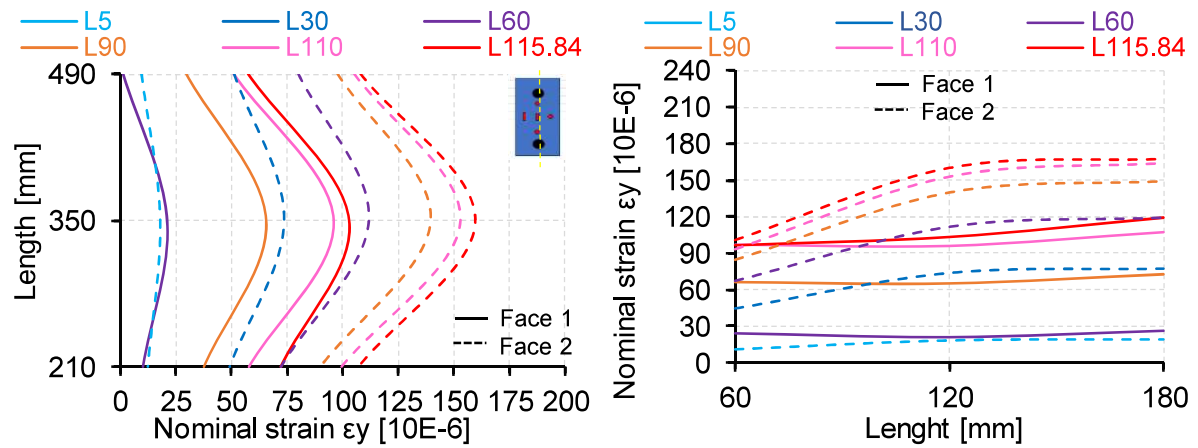 L5 L30 L60
L90 L110 L115.84
490
350
210
Length [mm]
Face 1
Face 2
0 25 50 75 100 125 150 175 200
Nominal strain εy [10E-6]
L5 L30 L60
L90 L110 L115.84
240
210
180
150
120
90
60
30
0
Nominal strain εy [10E-6]
Face 1
Face 2
60 120 180
Lenght [mm]